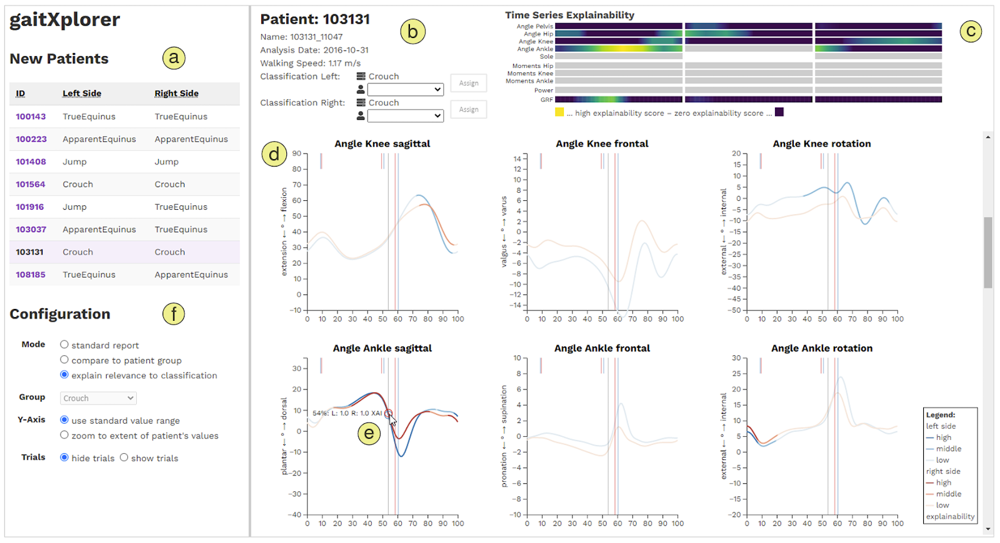 gaitXplorer
a
New Patients
ID Left Side Right Side
100143 TrueEquinus TrueEquinus
100223 ApparentEquinus ApparentEquinus
101408 Jump Jump
101564 Crouch Crouch
101916 Jump TrueEquinus
103037 ApparentEquinus TrueEquinus
103131 Crouch Crouch
108185 TrueEquinus ApparentEquinus
Configuration
f
Mode
standard report
compare to patient group
explain relevance to classification
Group Crouch
Y-Axis
use standard value range
zoom to extent of patient's values
Trials hide trials show trials
Patient: 103131
b
Name: 103131_11047
Analysis Date: 2016-10-31
Walking Speed: 1.17 m/s
Classification Left: Crouch
Assign
Classification Right: Crouch
Assign
Time Series Explainability
c
Angle Pelvis
Angle Hip
Angle Knee
Angle Ankle
Sole
Moments Hip
Moments Knee
Moments Ankle
Power
GRF
... high explainability score – zero explainability score ...
d
Angle Knee sagittal
extension ← ° → flexion
90
80
70
60
50
40
30
20
10
0
−10
0 10 20 30 40 50 60 70 80 90 100
Angle Knee frontal
valgus ← ° → varus
14
12
10
8
6
4
2
0
−2
−4
−6
−8
−10
−12
−14
0 10 20 30 40 50 60 70 80 90 100
Angle Knee rotation
external ← ° → internal
20
15
10
5
0
−5
−10
−15
−20
−25
−30
−35
−40
−45
−50
0 10 20 30 40 50 60 70 80 90 100
Angle Ankle sagittal
plantar ← ° → dorsal
30
20
10
0
−10
−20
−30
−40
0 10 20 30 40 50 60 70 80 90 100
54%: L: 1.0 R: 1.0 XAI
e
Angle Ankle frontal
pronation ← ° → supination
10
8
6
4
2
0
−2
−4
−6
−8
−10
0 10 20 30 40 50 60 70 80 90 100
Angle Ankle rotation
external ← ° → internal
30
25
20
15
10
5
0
−5
−10
−15
−20
0 10 20 30 40 50 60 70 80 90 100
Legend:
left side
high
middle
low
right side
high
middle
low
explainability